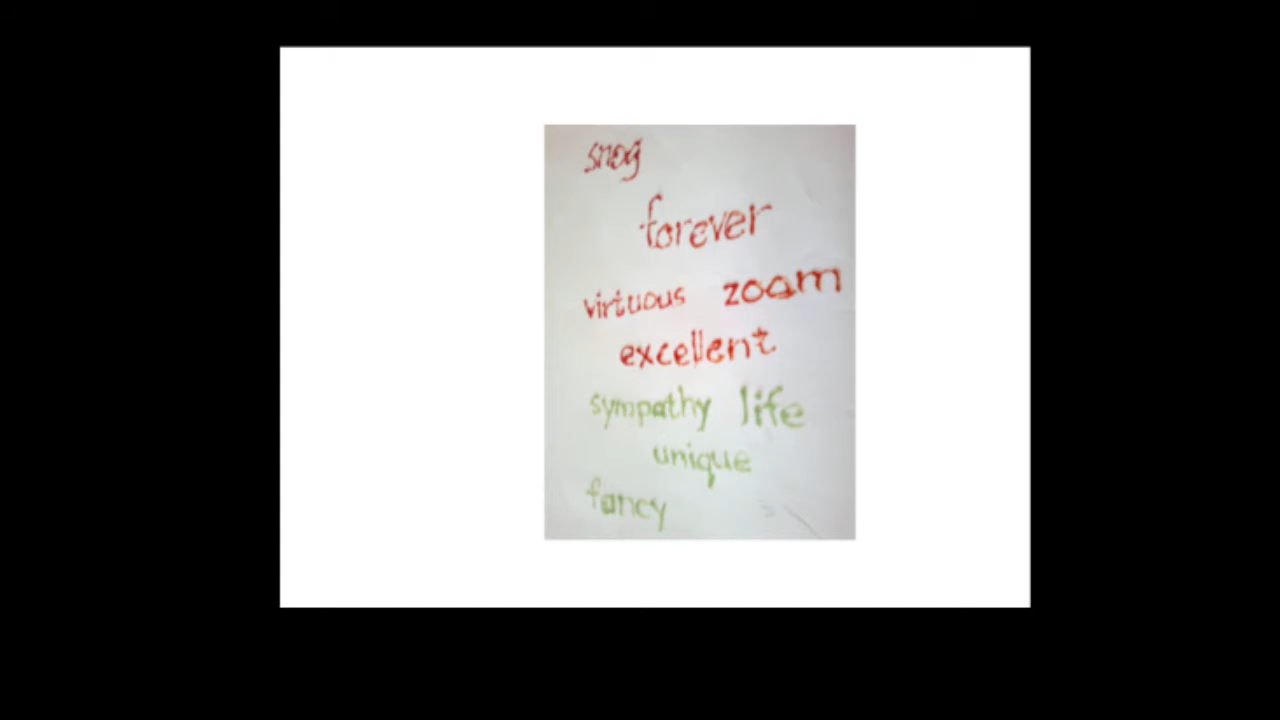 snog
forever
virtuous zoom
excellent
sympathy life
unique
fancy